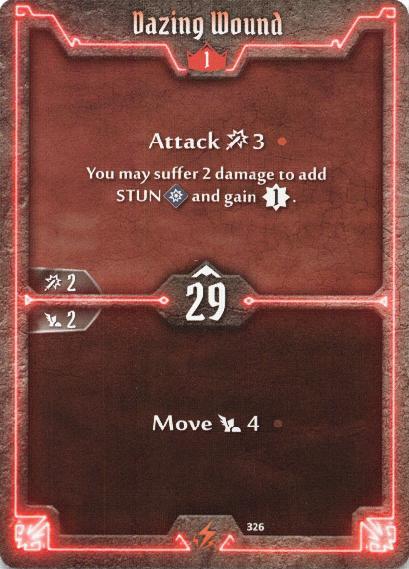 Dazing Wound
1
Attack 3
You may suffer 2 damage to add
STUN and gain 1.
2
29
2
Move 4
326